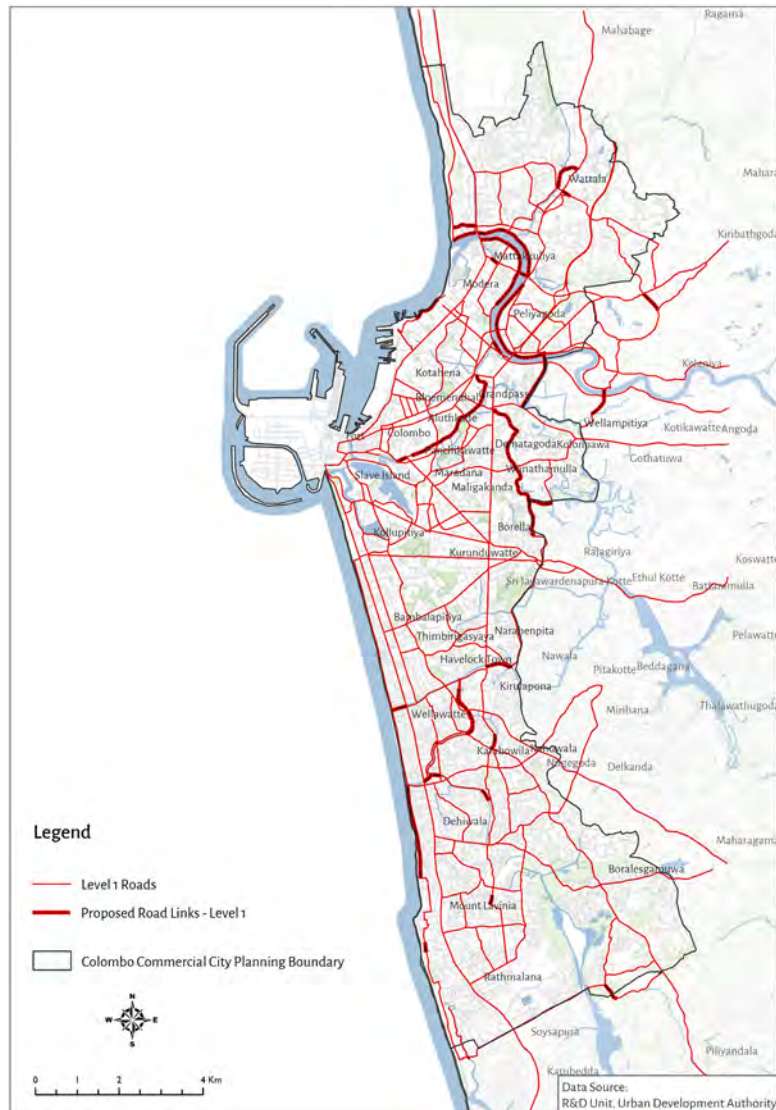 Ragama
Mahabage
Wattala
Mahara
Kiribathgoda
Mattakkuliya
Modera
Peliyagoda
Kelaniya
Kotahena
Bloemendhal
Grandpass
Aluthkade
Wellampitiya
Kotikawatte
Angoda
Fort
Colombo
Panchikawatte
Dematagoda
Kolonnawa
Gothatuwa
Slave Island
Maradana
Wanathamulla
Maligakanda
Borella
Kollupitiya
Kurunduwatte
Rajagiriya
Koswatte
Sri Jayawardenapura Kotte
Ethul Kotte
Battaramulla
Bambalapitiya
Thimbirigasyaya
Narahenpita
Pelawatte
Havelock Town
Nawala
Pitakotte
Beddagana
Kirulapona
Thalawathugoda
Wellawatte
Mirihana
Kalubowila
Kohuwala
Nugegoda
Delkanda
Dehiwala
Maharagama
Boralesgamuwa
Mount Lavinia
Rathmalana
Soysapura
Piliyandala
Katubedda
Legend
Level 1 Roads
Proposed Road Links - Level 1
Colombo Commercial City Planning Boundary
N
W E
S
0 1 2 4 Km
Data Source:
R&D Unit, Urban Development Authority